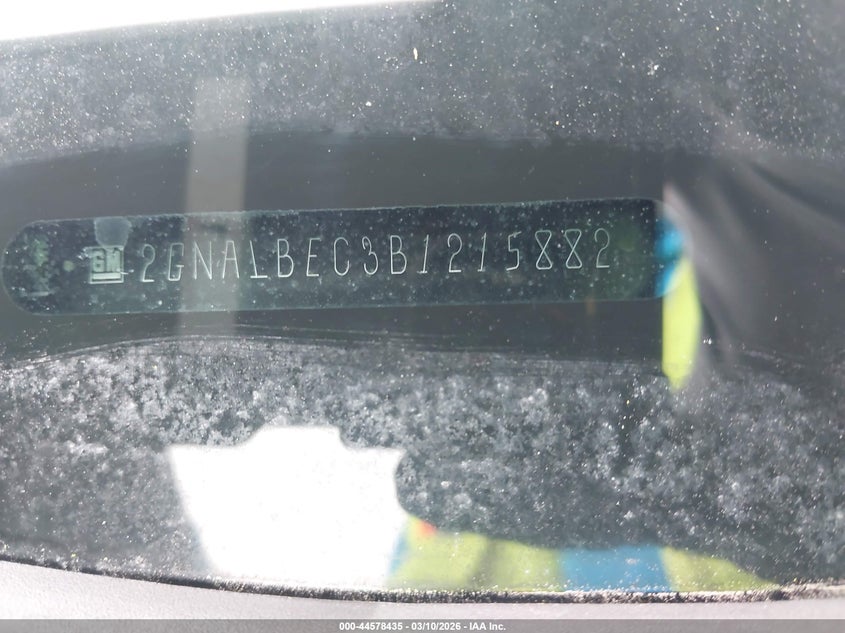 GM 2GNALBEC3B1215882
000-44578435 - 03/10/2026 - IAA Inc.